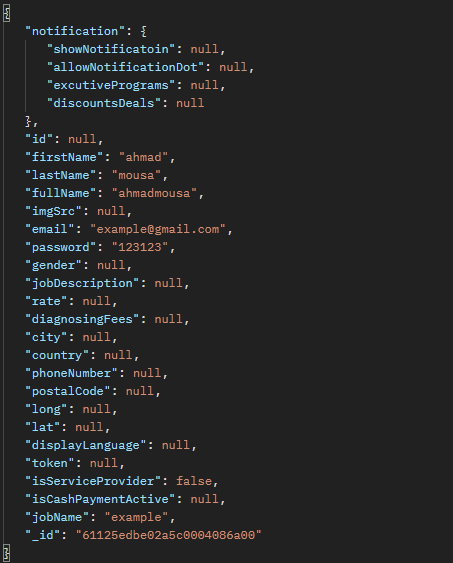 {
"notification": {
"showNotificatoin": null,
"allowNotificationDot": null,
"excutivePrograms": null,
"discountsDeals": null
},
"id": null,
"firstName": "ahmad",
"lastName": "mousa",
"fullName": "ahmadmousa",
"imgSrc": null,
"email": "example@gmail.com",
"password": "123123",
"gender": null,
"jobDescription": null,
"rate": null,
"diagnosingFees": null,
"city": null,
"country": null,
"phoneNumber": null,
"postalCode": null,
"long": null,
"lat": null,
"displayLanguage": null,
"token": null,
"isServiceProvider": false,
"isCashPaymentActive": null,
"jobName": "example",
"_id": "61125edbe02a5c0004086a00"
}